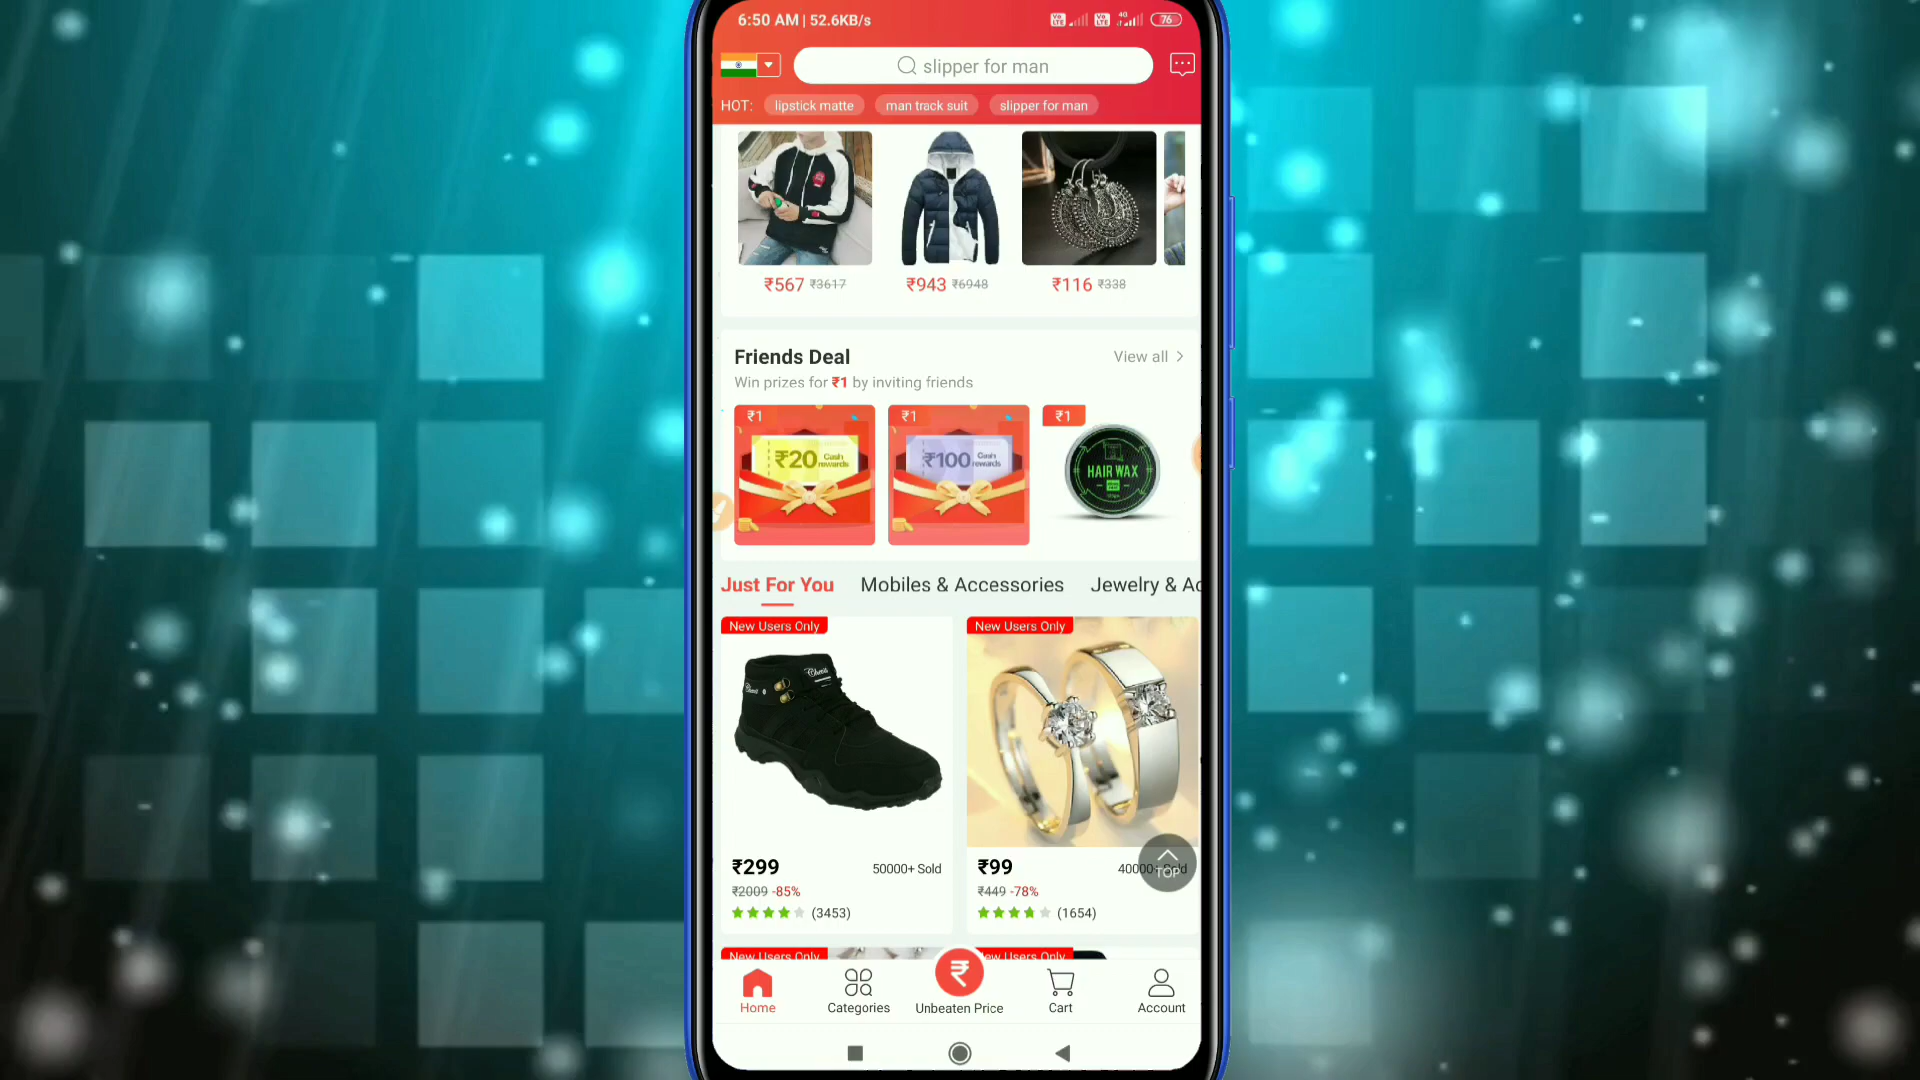 6:50 AM | 52.6KB/s
4G
76
slipper for man
HOT:
lipstick matte
man track suit
slipper for man
₹567 ₹3617
₹943 ₹6948
₹116 ₹338
Friends Deal
View all
Win prizes for ₹1 by inviting friends
₹1
₹20 Cash rewards
₹1
₹100 Cash rewards
₹1
HAIR WAX
Just For You
Mobiles & Accessories
Jewelry & Ac
New Users Only
New Users Only
₹299
50000+ Sold
₹2009 -85%
(3453)
₹99
40000+ Sold
TOP
₹449 -78%
(1654)
New Users Only
New Users Only
Home
Categories
₹
Unbeaten Price
Cart
Account